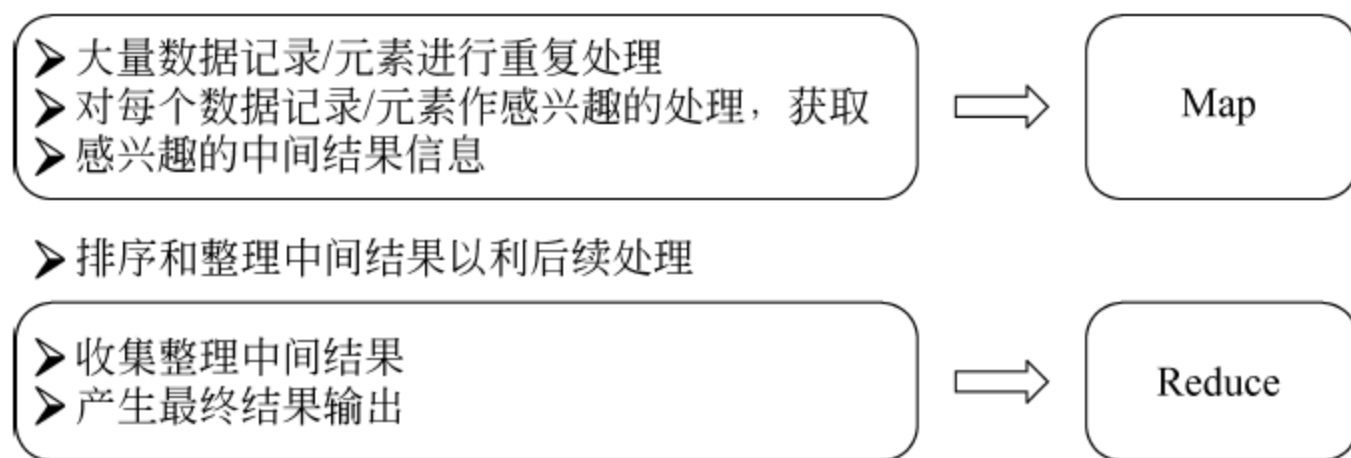 大量数据记录/元素进行重复处理
对每个数据记录/元素作感兴趣的处理，获取
感兴趣的中间结果信息
Map
排序和整理中间结果以利后续处理
收集整理中间结果
产生最终结果输出
Reduce